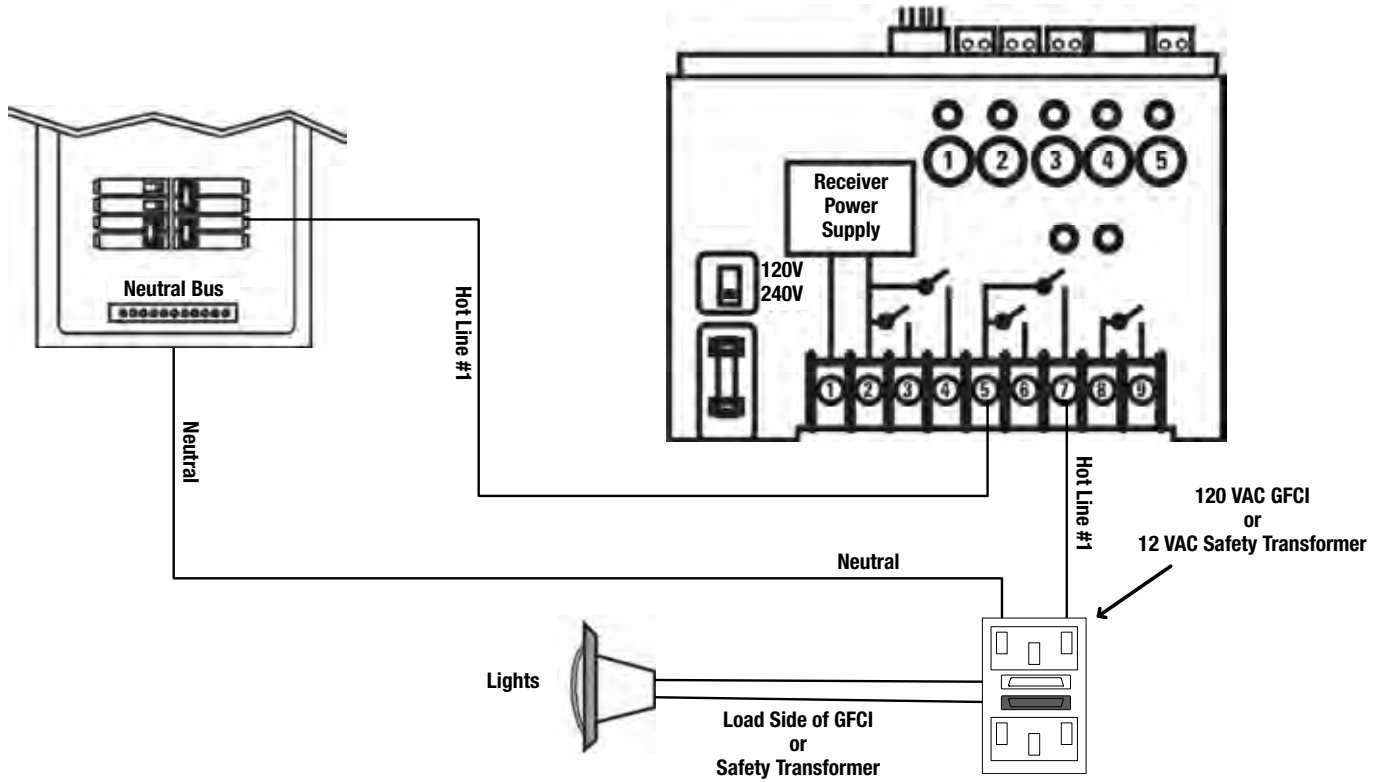 1 2 3 4 5
Receiver
Power
Supply
120V
240V
Neutral Bus
1 2 3 4 5 6 7 8 9
Hot Line #1
Neutral
Hot Line #1
120 VAC GFCI
or
12 VAC Safety Transformer
Neutral
Lights
Load Side of GFCI
or
Safety Transformer